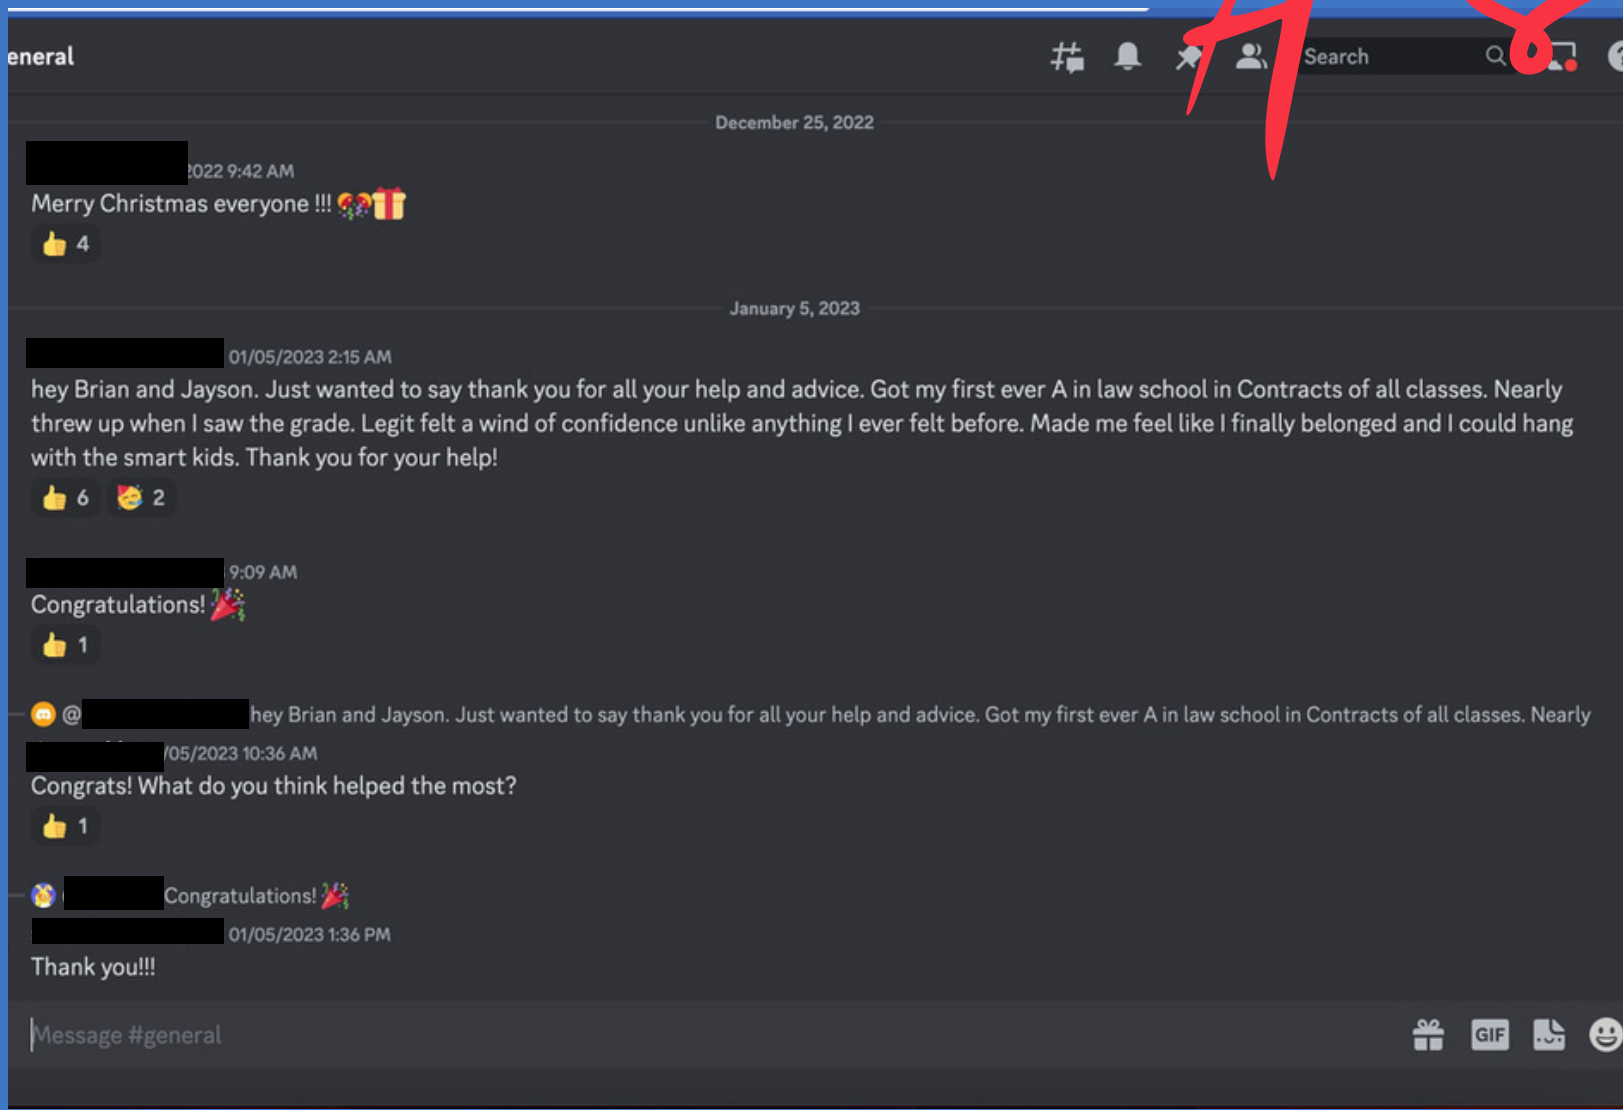 eneral
Search
December 25, 2022
2022 9:42 AM
Merry Christmas everyone !!!
4
January 5, 2023
01/05/2023 2:15 AM
hey Brian and Jayson. Just wanted to say thank you for all your help and advice. Got my first ever A in law school in Contracts of all classes. Nearly
threw up when I saw the grade. Legit felt a wind of confidence unlike anything I ever felt before. Made me feel like I finally belonged and I could hang
with the smart kids. Thank you for your help!
6 2
9:09 AM
Congratulations!
1
@ hey Brian and Jayson. Just wanted to say thank you for all your help and advice. Got my first ever A in law school in Contracts of all classes. Nearly
/05/2023 10:36 AM
Congrats! What do you think helped the most?
1
Congratulations!
01/05/2023 1:36 PM
Thank you!!!
Message #general
GIF